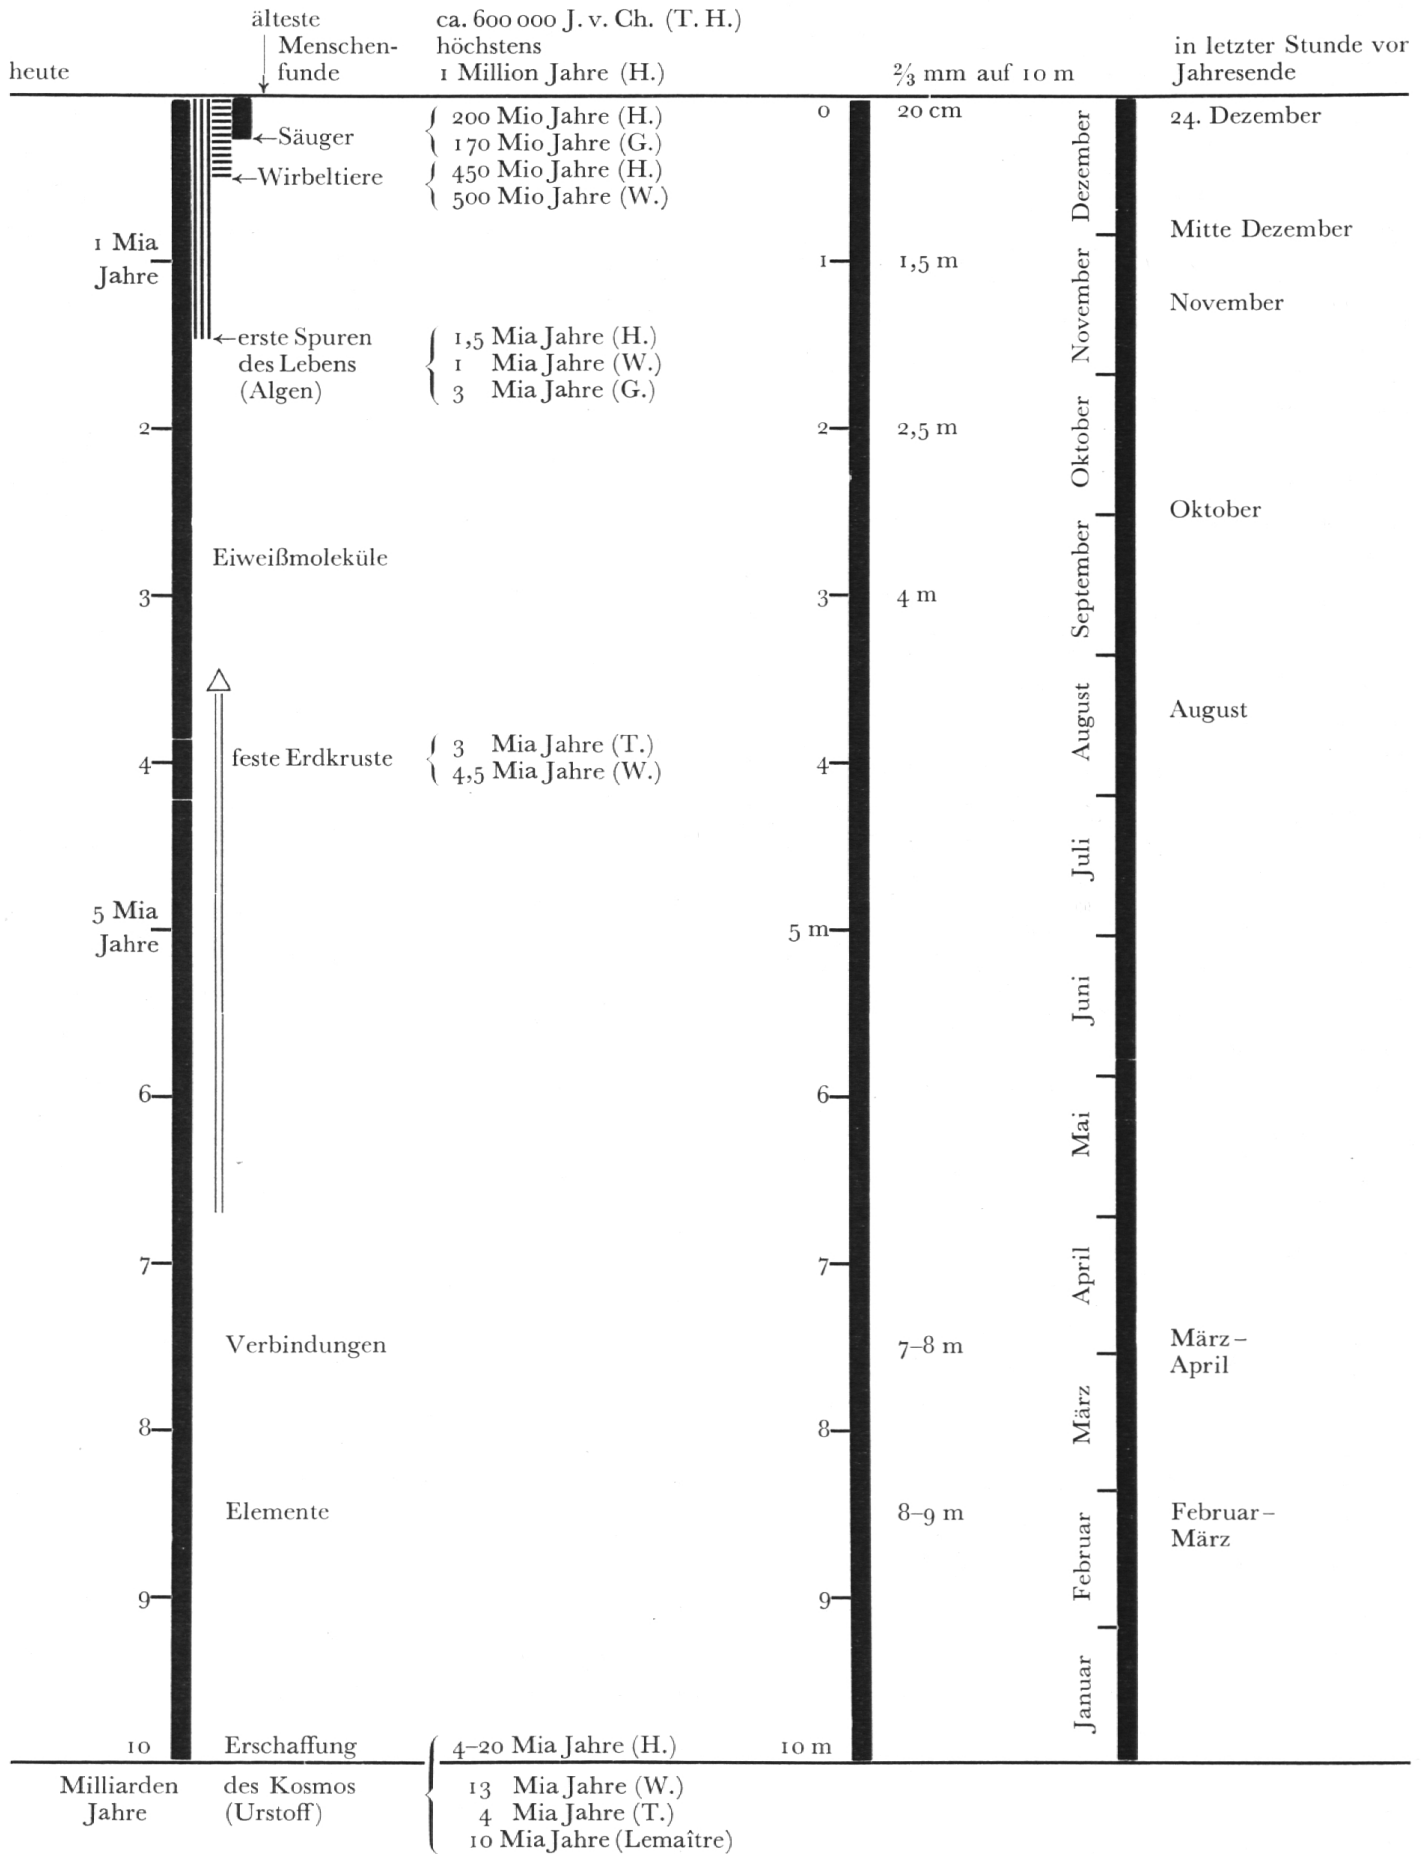 älteste
Menschen-
funde
ca. 600 000 J. v. Ch. (T. H.)
höchstens
1 Million Jahre (H.)
heute
⅔ mm auf 10 m
in letzter Stunde vor
Jahresende
←Säuger
200 Mio Jahre (H.)
170 Mio Jahre (G.)
0
20 cm
24. Dezember
←Wirbeltiere
450 Mio Jahre (H.)
500 Mio Jahre (W.)
Dezember
Mitte Dezember
1 Mia
Jahre
1
1,5 m
November
November
←erste Spuren
des Lebens
(Algen)
1,5 Mia Jahre (H.)
1 Mia Jahre (W.)
3 Mia Jahre (G.)
2
2
2,5 m
Oktober
Oktober
Eiweißmoleküle
3
3
4 m
September
feste Erdkruste
3 Mia Jahre (T.)
4,5 Mia Jahre (W.)
4
4
August
August
Juli
5 Mia
Jahre
5 m
Juni
6
6
Mai
7
7
April
Verbindungen
7–8 m
März–
April
8
8
März
Elemente
8–9 m
Februar–
März
9
9
Februar
Januar
10
Milliarden
Jahre
Erschaffung
des Kosmos
(Urstoff)
4–20 Mia Jahre (H.)
13 Mia Jahre (W.)
4 Mia Jahre (T.)
10 Mia Jahre (Lemaître)
10 m